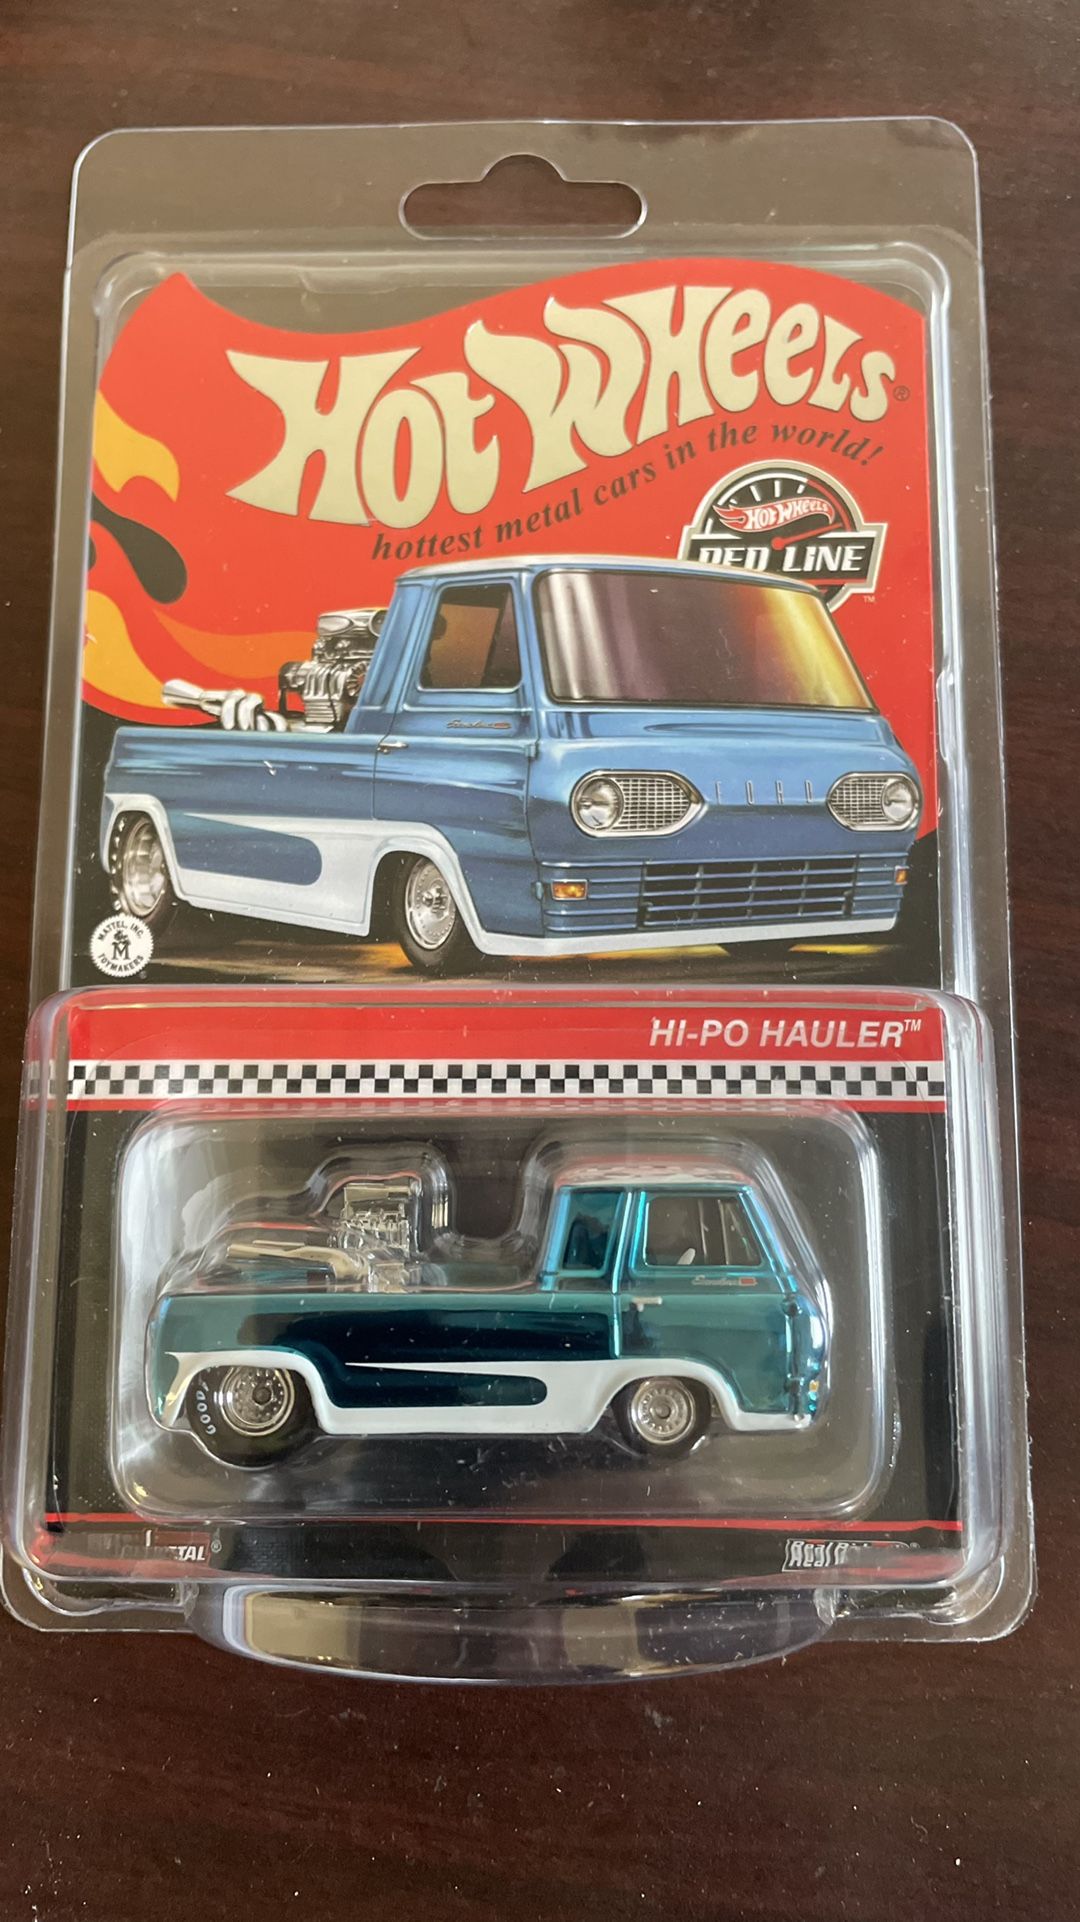 Hot Wheels®
hottest metal cars in the world!
HOT WHEELS
RED LINE
™
FORD
MATTEL, INC.
M
TOYMAKERS
HI-PO HAULER™